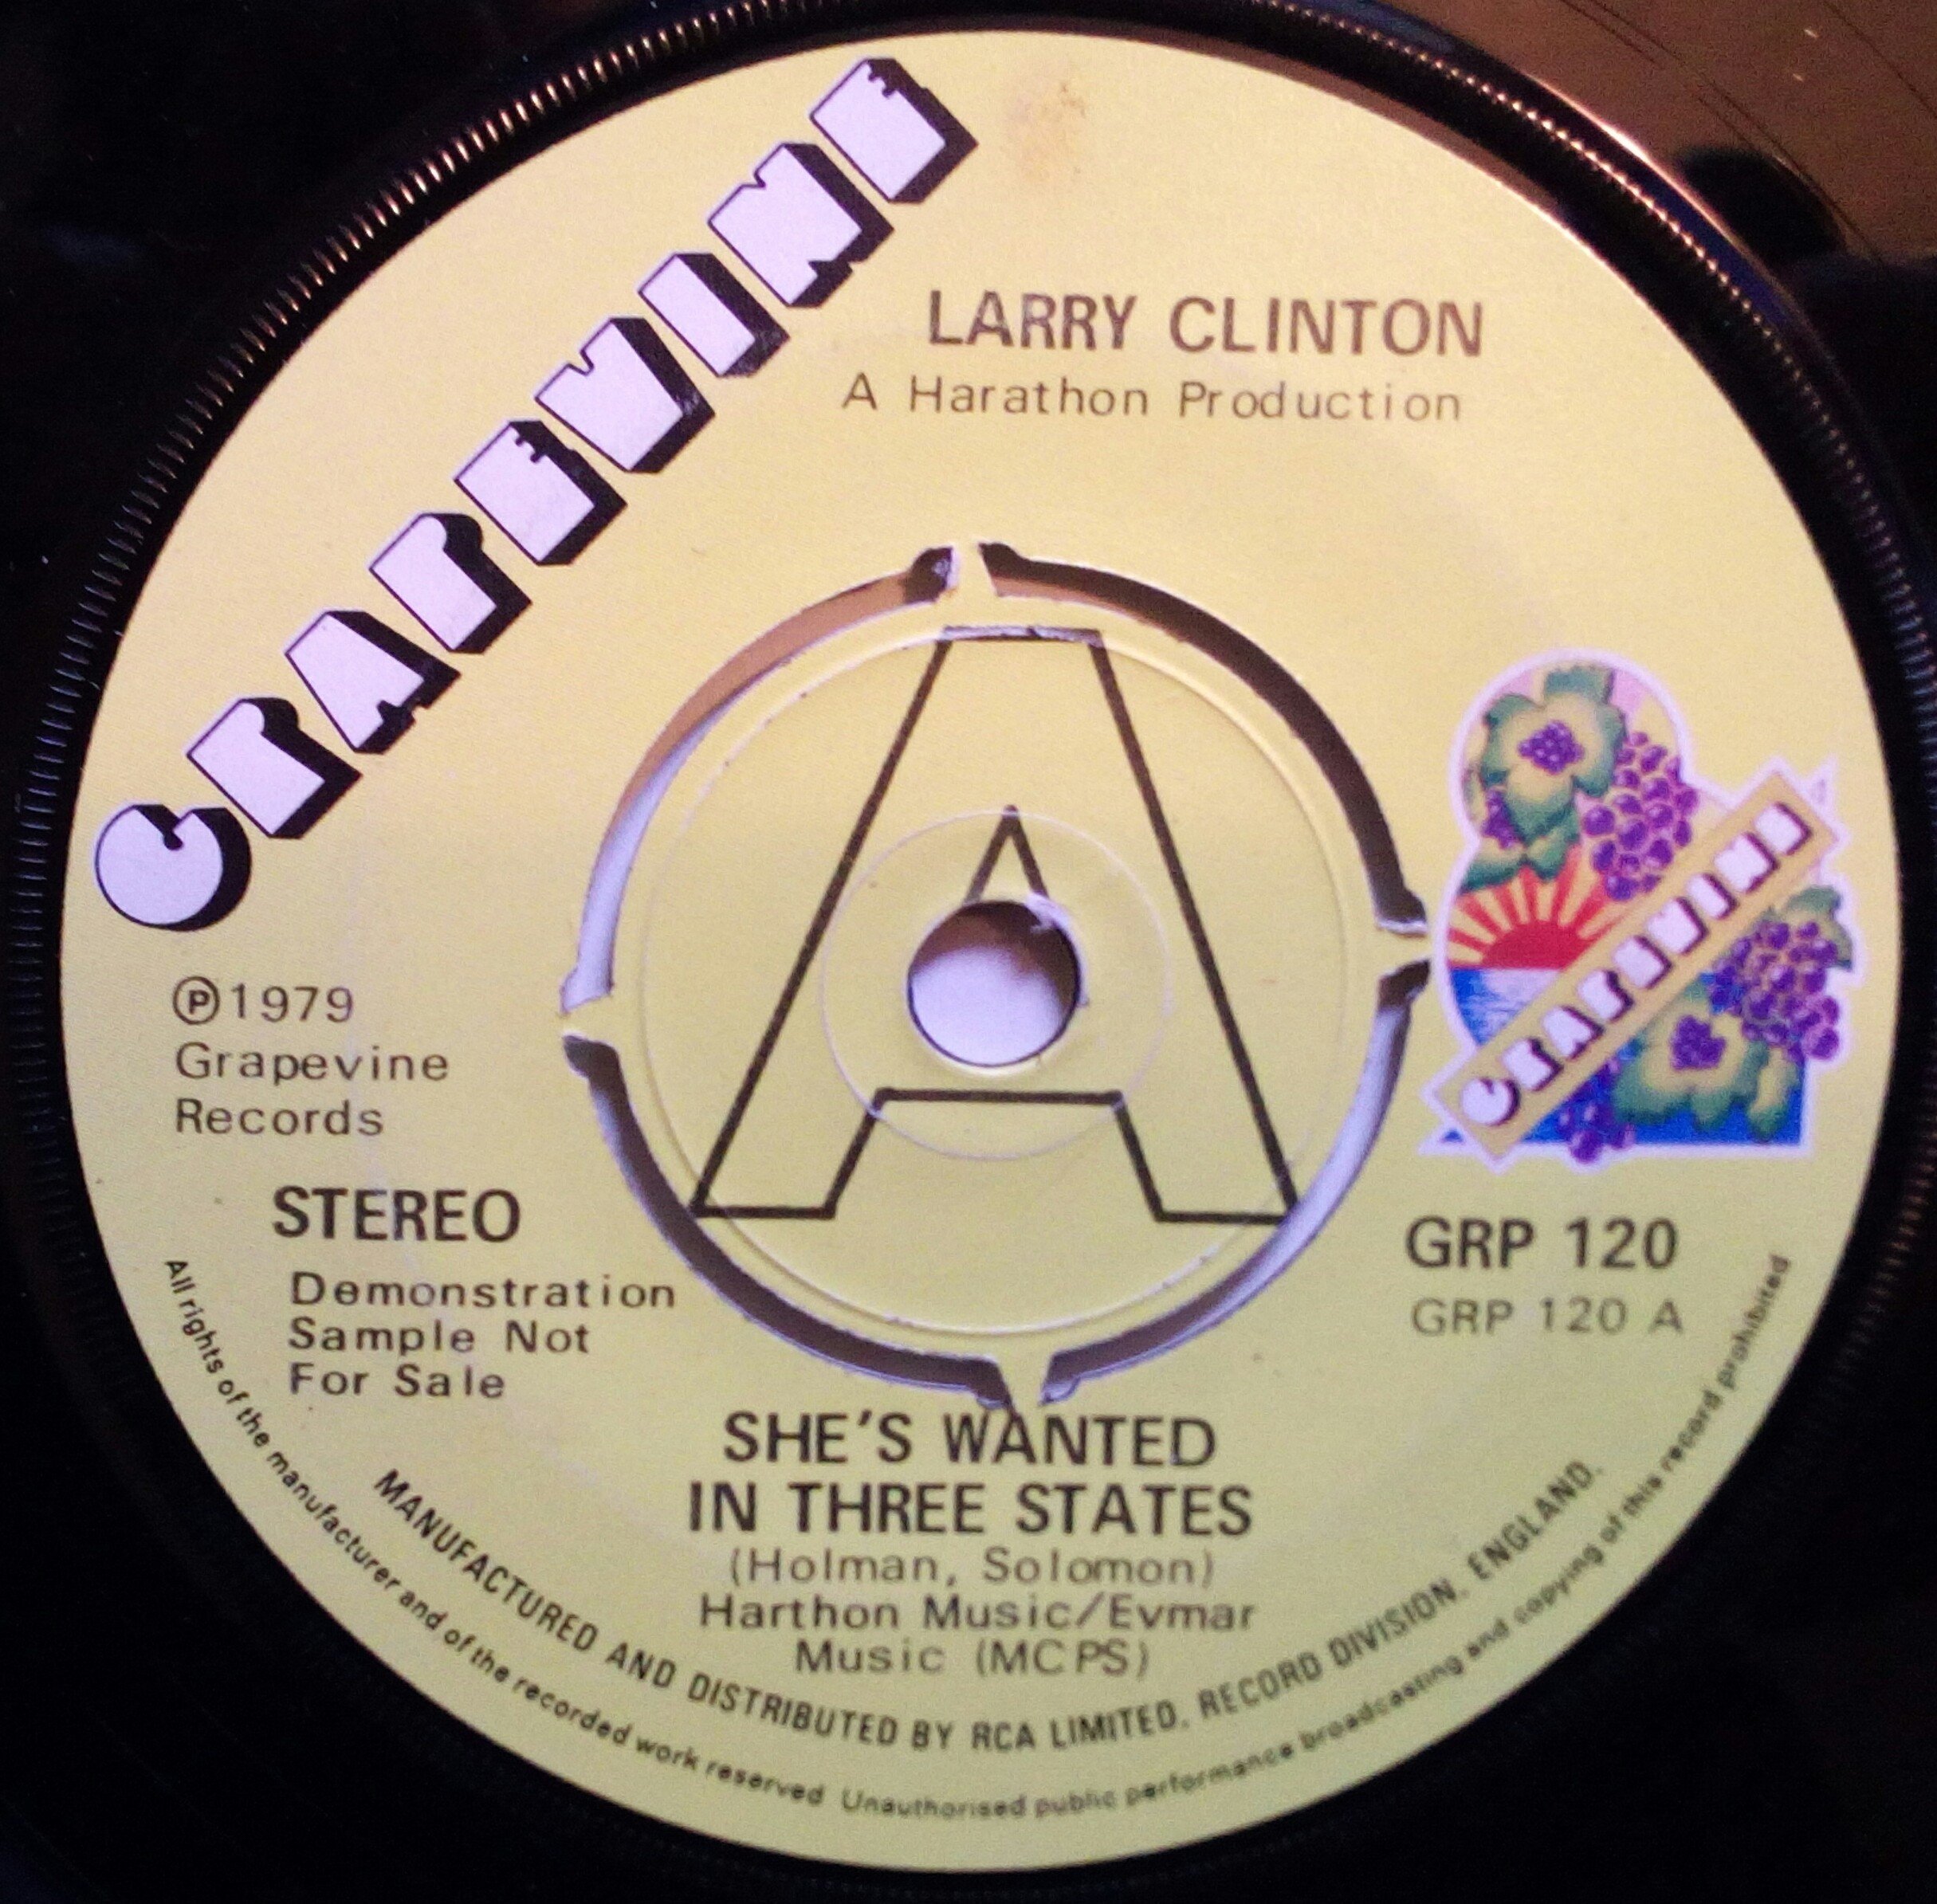 GRAPEVINE
LARRY CLINTON
A Harathon Production
A
GRAPEVINE
Ⓟ1979
Grapevine
Records
STEREO
Demonstration
Sample Not
For Sale
GRP 120
GRP 120 A
SHE'S WANTED
IN THREE STATES
(Holman, Solomon)
Harthon Music/Evmar
Music (MCPS)
MANUFACTURED AND DISTRIBUTED BY RCA LIMITED. RECORD DIVISION. ENGLAND.
All rights of the manufacturer and of the recorded work reserved Unauthorised public performance broadcasting and copying of this record prohibited